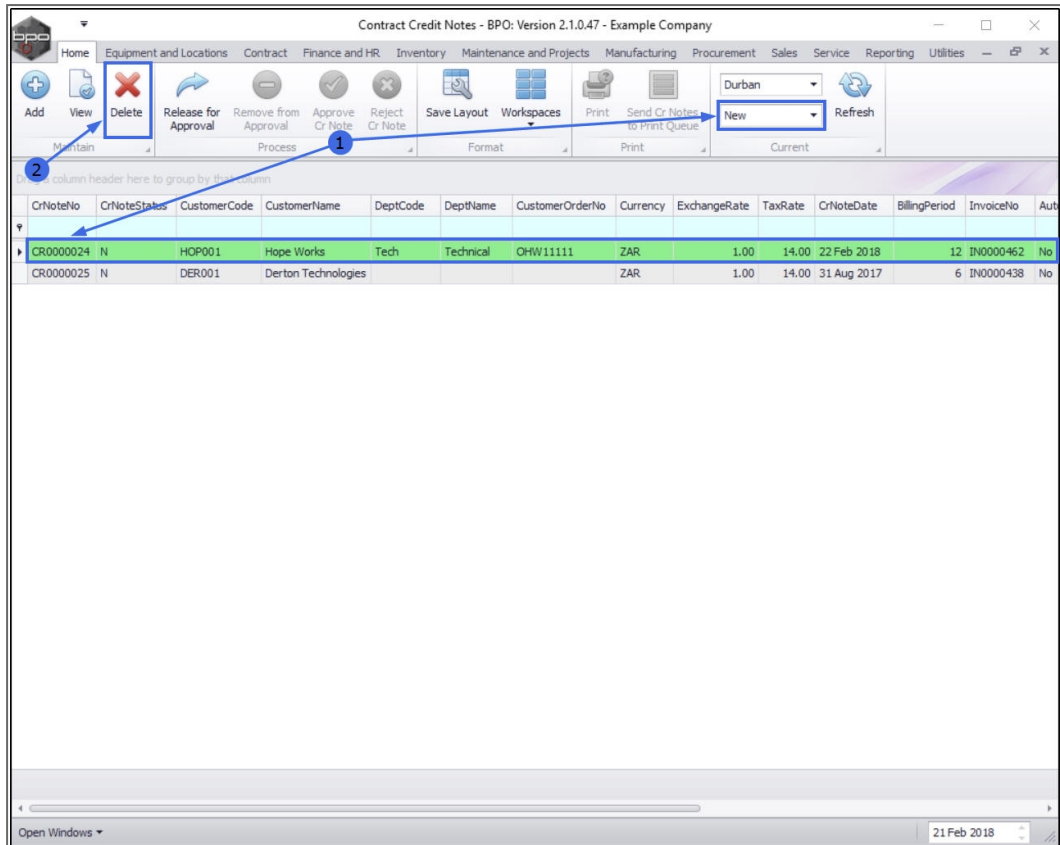 bpo
Contract Credit Notes - BPO: Version 2.1.0.47 - Example Company
Home Equipment and Locations Contract Finance and HR Inventory Maintenance and Projects Manufacturing Procurement Sales Service Reporting Utilities
Add View Delete Release for Approval Remove from Approval Approve Cr Note Reject Cr Note Save Layout Workspaces Print Send Cr Notes to Print Queue Durban New Refresh
Maintain Process Format Print Current
1
2
Drag a column header here to group by that column
CrNoteNo CrNoteStatus CustomerCode CustomerName DeptCode DeptName CustomerOrderNo Currency ExchangeRate TaxRate CrNoteDate BillingPeriod InvoiceNo Aut
CR0000024 N HOP001 Hope Works Tech Technical OHW11111 ZAR 1.00 14.00 22 Feb 2018 12 IN0000462 No
CR0000025 N DER001 Derton Technologies ZAR 1.00 14.00 31 Aug 2017 6 IN0000438 No
Open Windows 21 Feb 2018